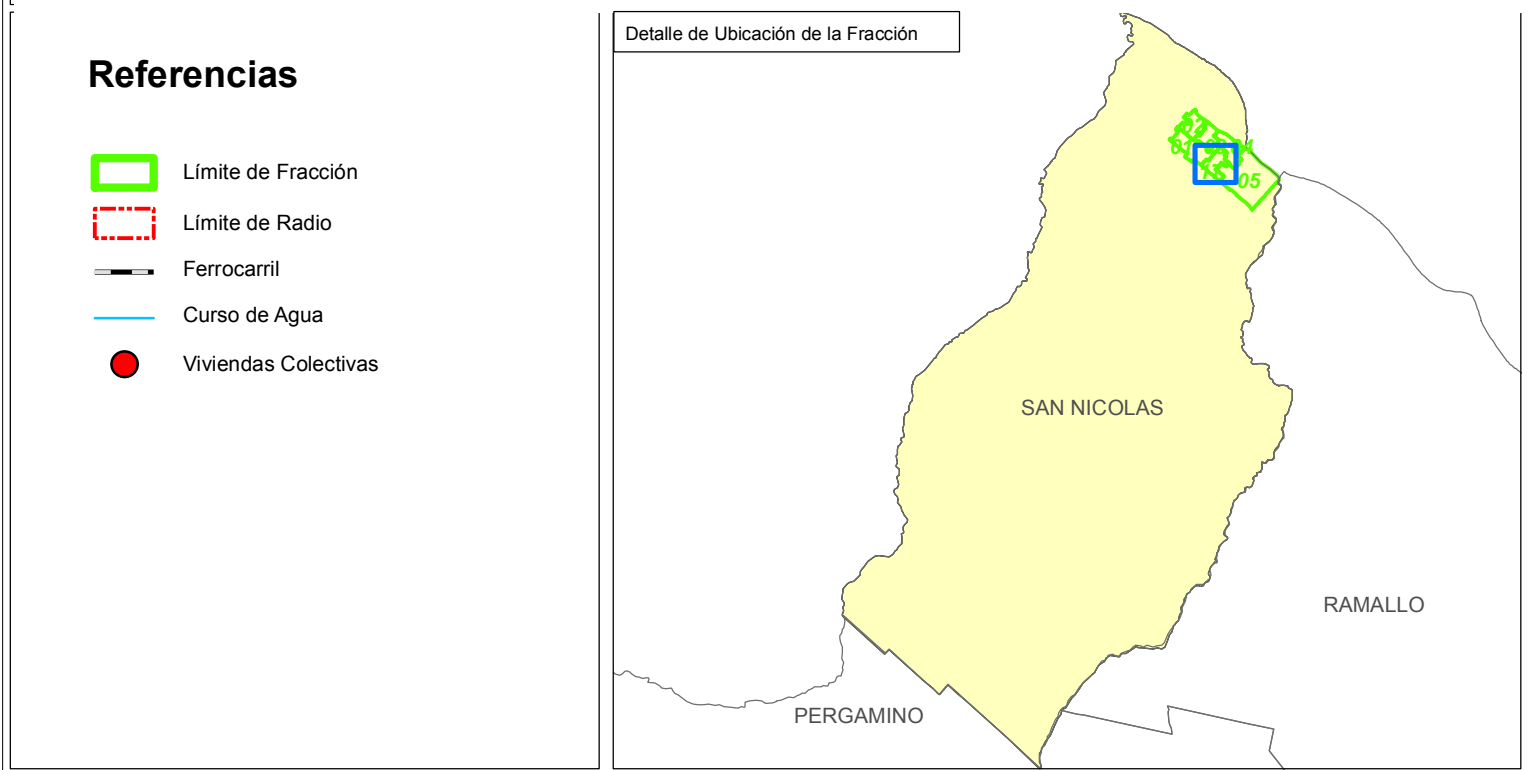 Referencias
Límite de Fracción
Límite de Radio
Ferrocarril
Curso de Agua
Viviendas Colectivas
Detalle de Ubicación de la Fracción
05
SAN NICOLAS
RAMALLO
PERGAMINO